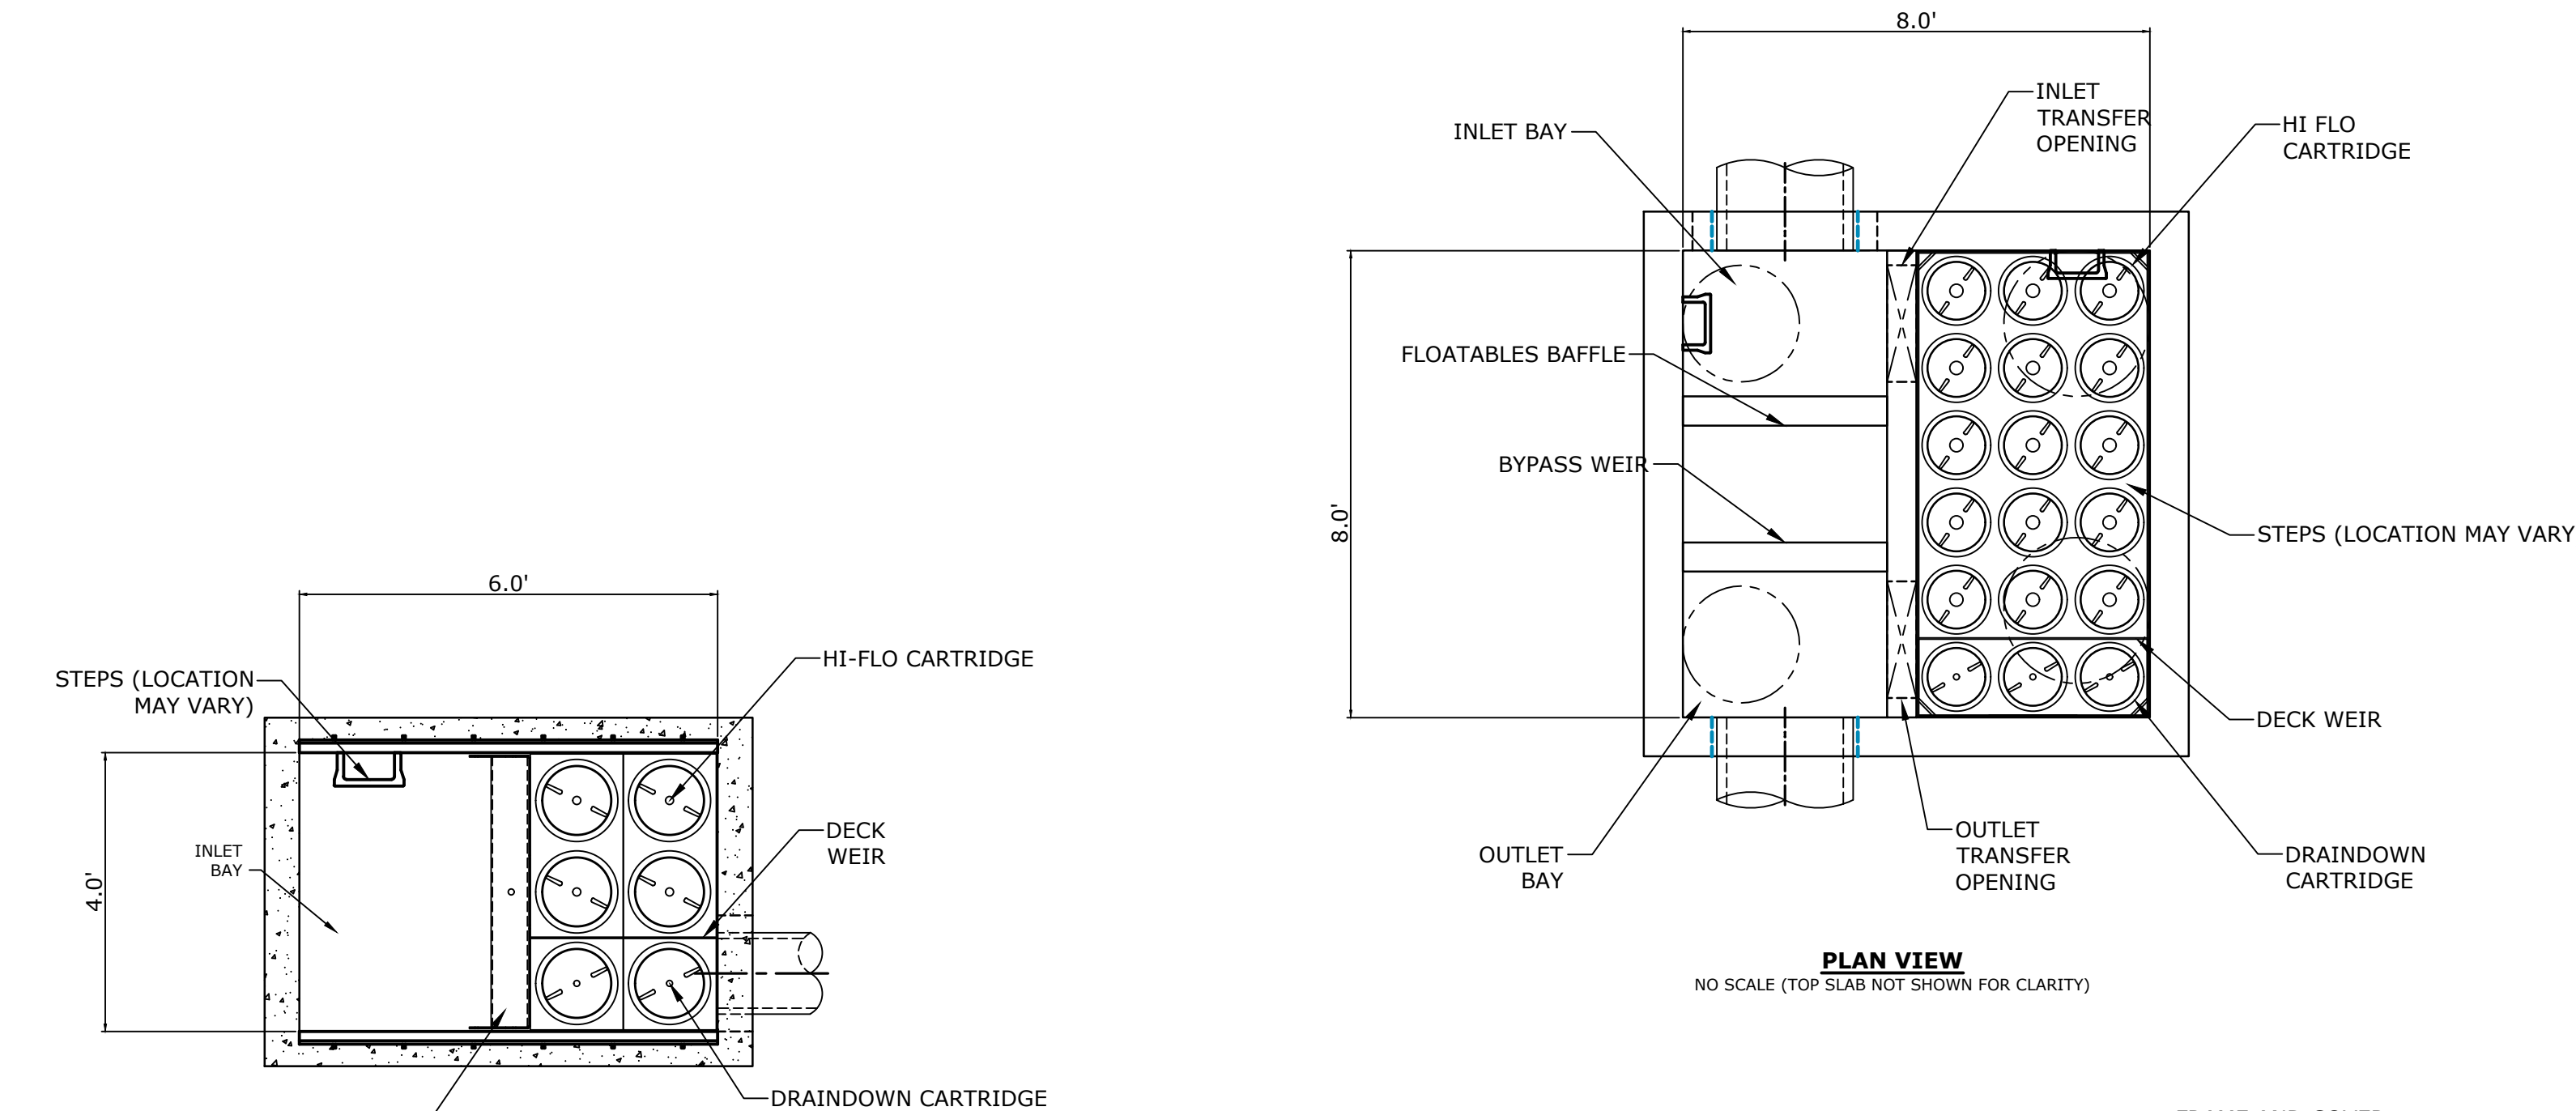 8.0'
INLET
TRANSFER
OPENING
INLET BAY
HI FLO
CARTRIDGE
FLOATABLES BAFFLE
BYPASS WEIR
8.0'
STEPS (LOCATION MAY VARY
DECK WEIR
OUTLET
BAY
OUTLET
TRANSFER
OPENING
DRAINDOWN
CARTRIDGE
PLAN VIEW
NO SCALE (TOP SLAB NOT SHOWN FOR CLARITY)
6.0'
STEPS (LOCATION
MAY VARY)
HI-FLO CARTRIDGE
INLET
BAY
DECK
WEIR
4.0'
DRAINDOWN CARTRIDGE